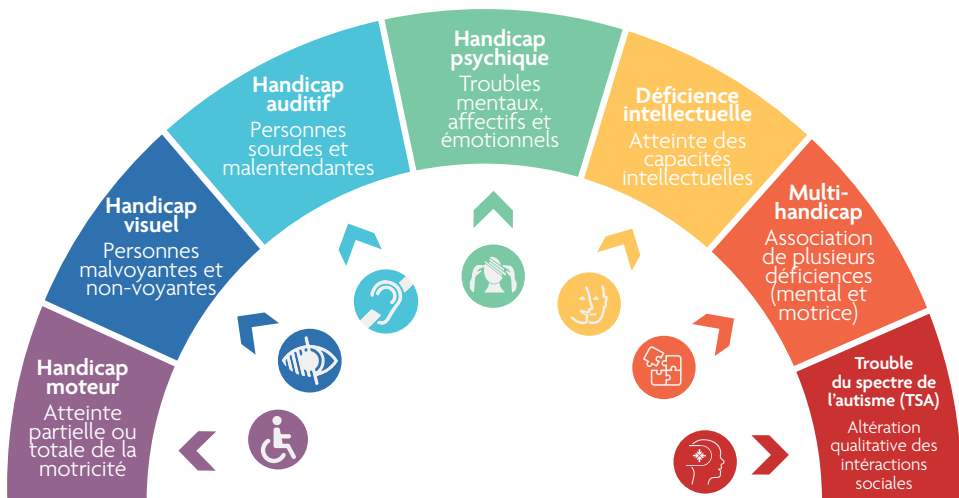 Handicap
moteur
Atteinte
partielle ou
totale de la
motricité
Handicap
visuel
Personnes
malvoyantes et
non-voyantes
Handicap
auditif
Personnes
sourdes et
malentendantes
Handicap
psychique
Troubles
mentaux,
affectifs et
émotionnels
Déficience
intellectuelle
Atteinte des
capacités
intellectuelles
Multi-
handicap
Association
de plusieurs
déficiences
(mental et
motrice)
Trouble
du spectre de
l'autisme (TSA)
Altération
qualitative des
intéractions
sociales